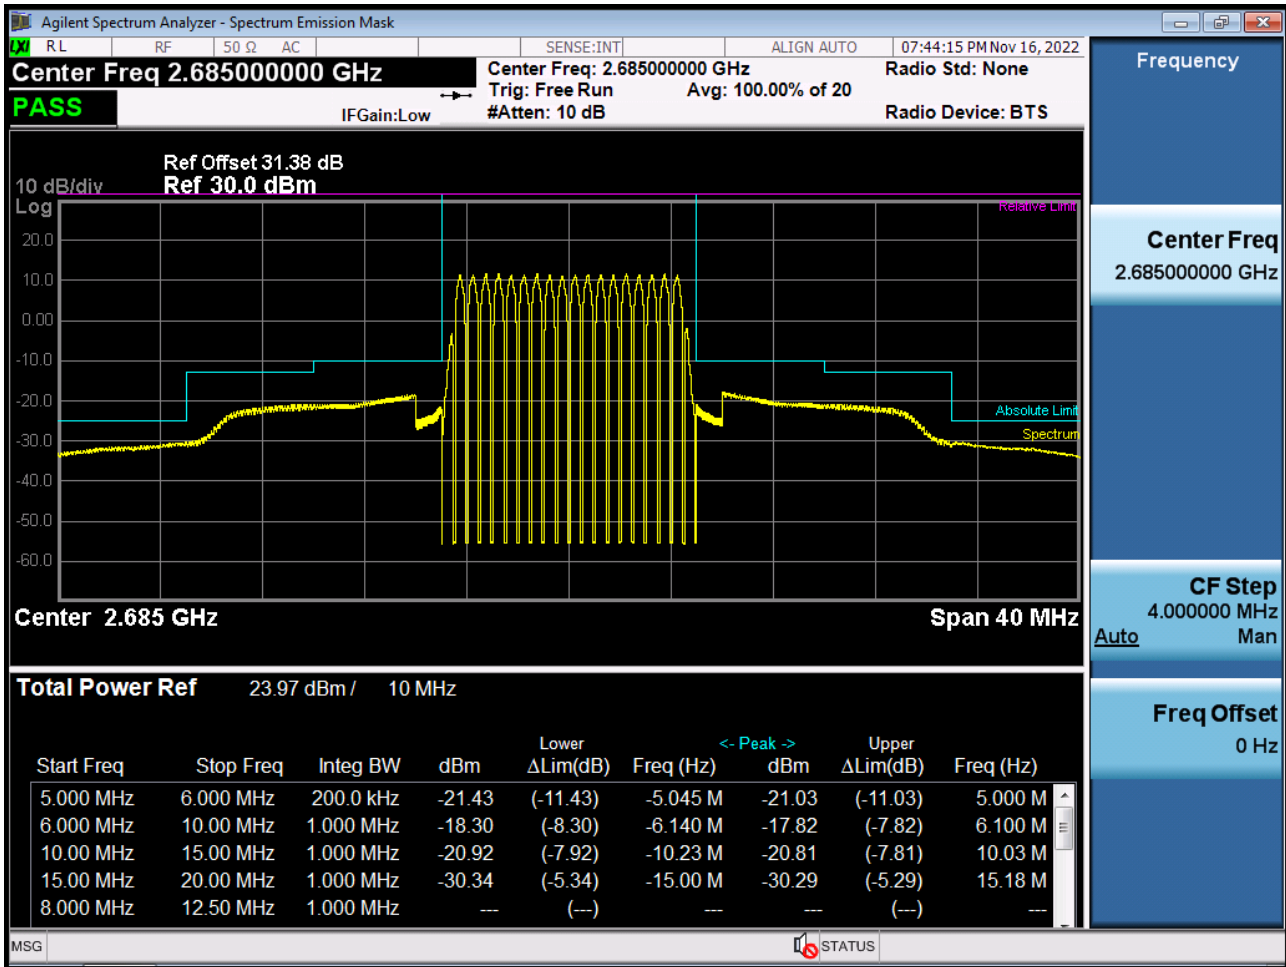 Agilent Spectrum Analyzer - Spectrum Emission Mask
LXI RL RF 50 Ω AC SENSE:INT ALIGN AUTO 07:44:15 PM Nov 16, 2022
Center Freq 2.685000000 GHz Center Freq: 2.685000000 GHz Radio Std: None
Trig: Free Run Avg: 100.00% of 20
PASS IFGain:Low #Atten: 10 dB Radio Device: BTS
Ref Offset 31.38 dB
10 dB/div Ref 30.0 dBm
Log
Relative Limit
20.0
10.0
0.00
-10.0
-20.0
Absolute Limit
Spectrum
-30.0
-40.0
-50.0
-60.0
Center 2.685 GHz Span 40 MHz
Total Power Ref 23.97 dBm / 10 MHz
Lower <- Peak -> Upper
Start Freq Stop Freq Integ BW dBm ΔLim(dB) Freq (Hz) dBm ΔLim(dB) Freq (Hz)
5.000 MHz 6.000 MHz 200.0 kHz -21.43 (-11.43) -5.045 M -21.03 (-11.03) 5.000 M
6.000 MHz 10.00 MHz 1.000 MHz -18.30 (-8.30) -6.140 M -17.82 (-7.82) 6.100 M
10.00 MHz 15.00 MHz 1.000 MHz -20.92 (-7.92) -10.23 M -20.81 (-7.81) 10.03 M
15.00 MHz 20.00 MHz 1.000 MHz -30.34 (-5.34) -15.00 M -30.29 (-5.29) 15.18 M
8.000 MHz 12.50 MHz 1.000 MHz --- (---) --- --- (---) ---
MSG STATUS
Frequency
Center Freq
2.685000000 GHz
CF Step
4.000000 MHz
Auto Man
Freq Offset
0 Hz